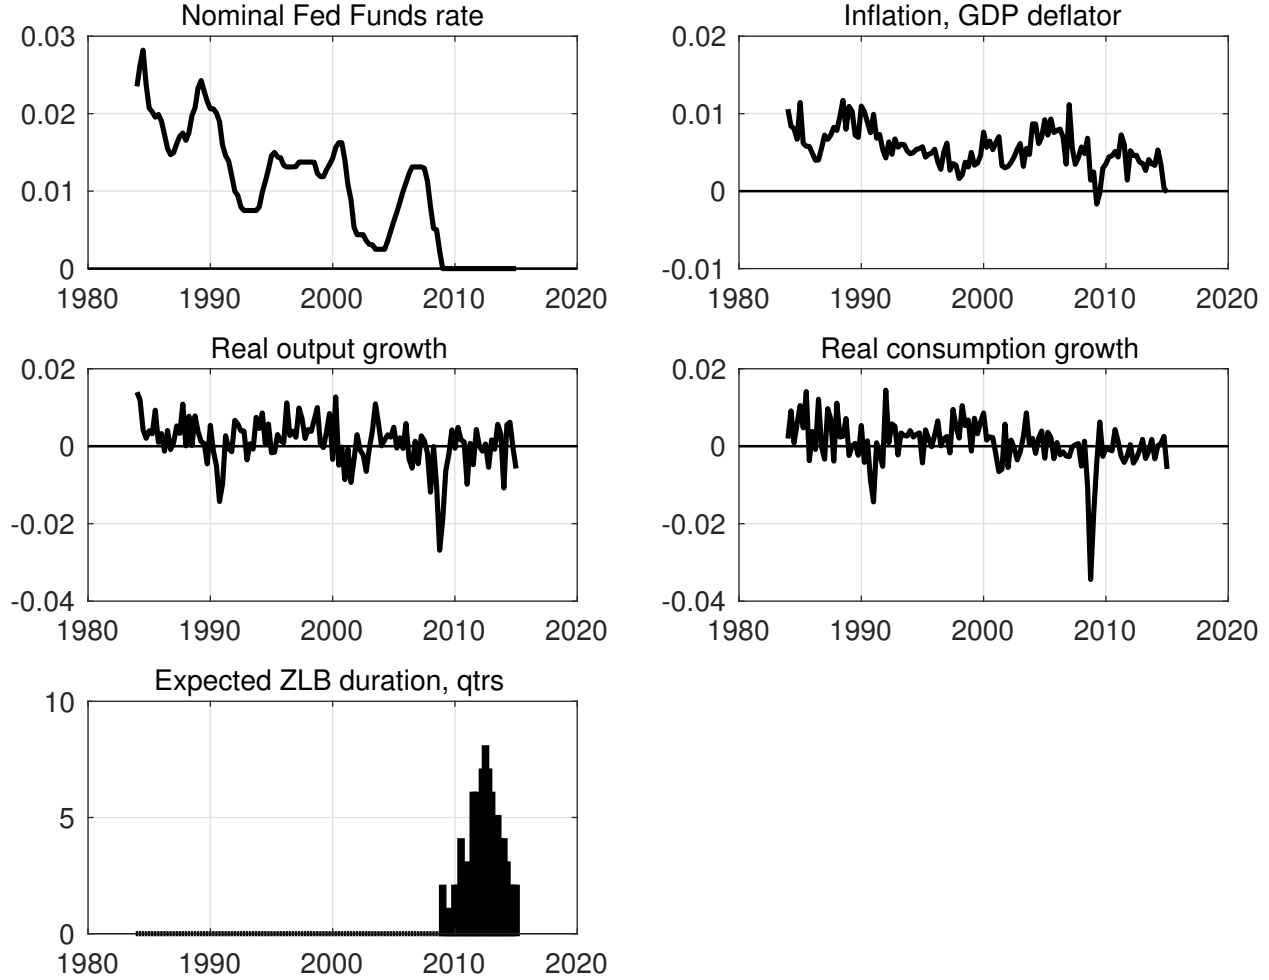 Nominal Fed Funds rate
0.03
0.02
0.01
0
1980 1990 2000 2010 2020
Inflation, GDP deflator
0.02
0.01
0
-0.01
1980 1990 2000 2010 2020
Real output growth
0.02
0
-0.02
-0.04
1980 1990 2000 2010 2020
Real consumption growth
0.02
0
-0.02
-0.04
1980 1990 2000 2010 2020
Expected ZLB duration, qtrs
10
5
0
1980 1990 2000 2010 2020